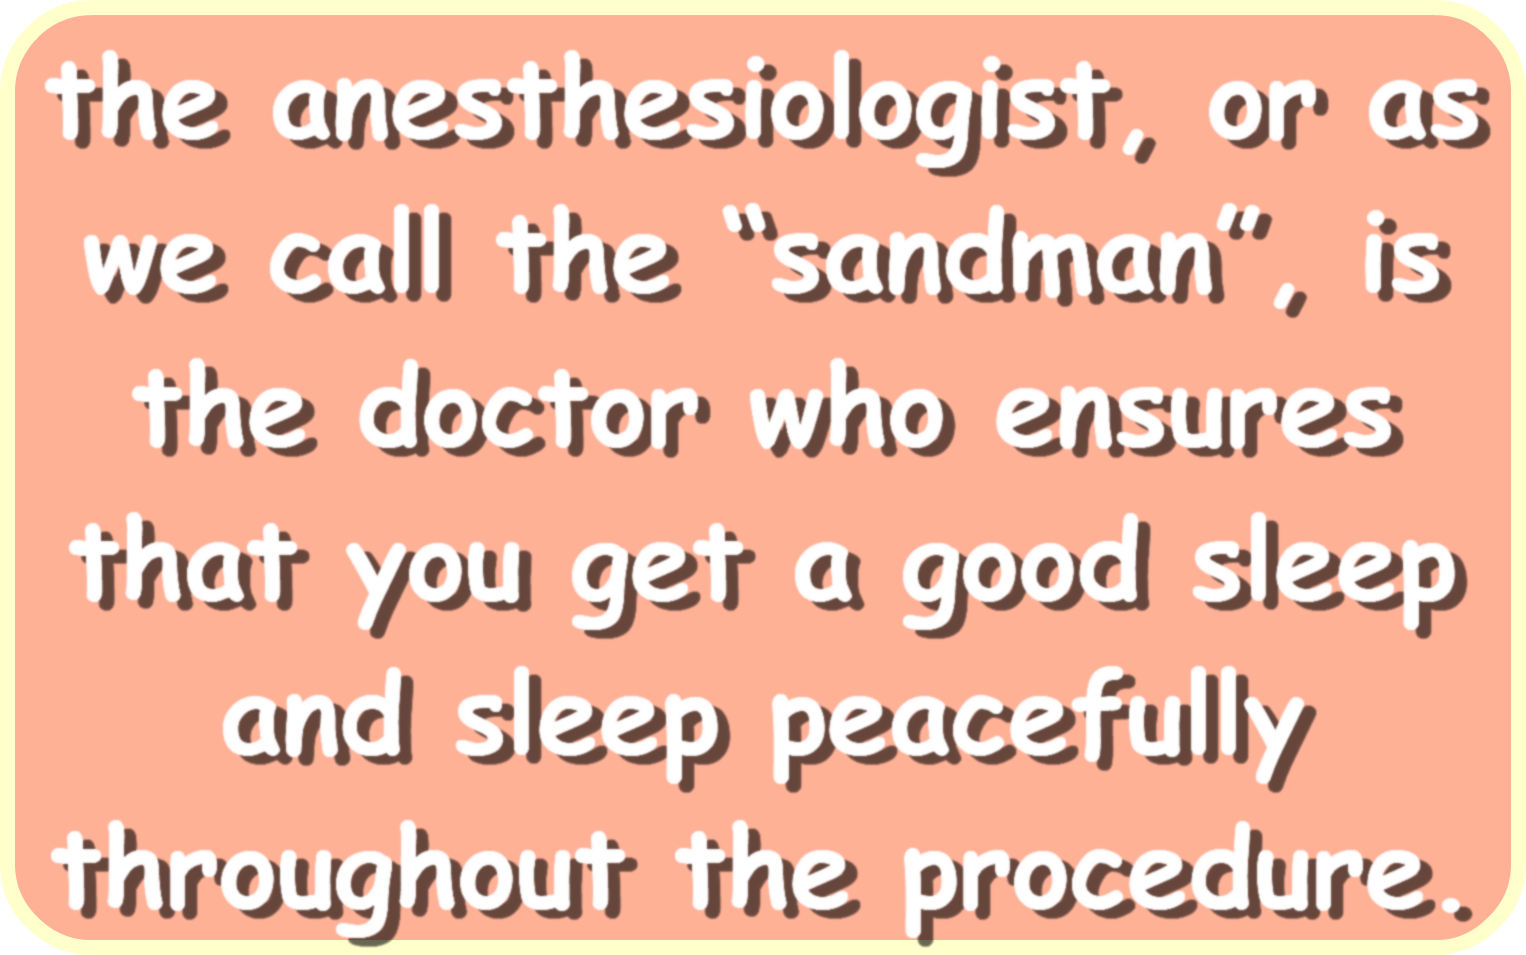 the anesthesiologist, or as
we call the “sandman”, is
the doctor who ensures
that you get a good sleep
and sleep peacefully
throughout the procedure.